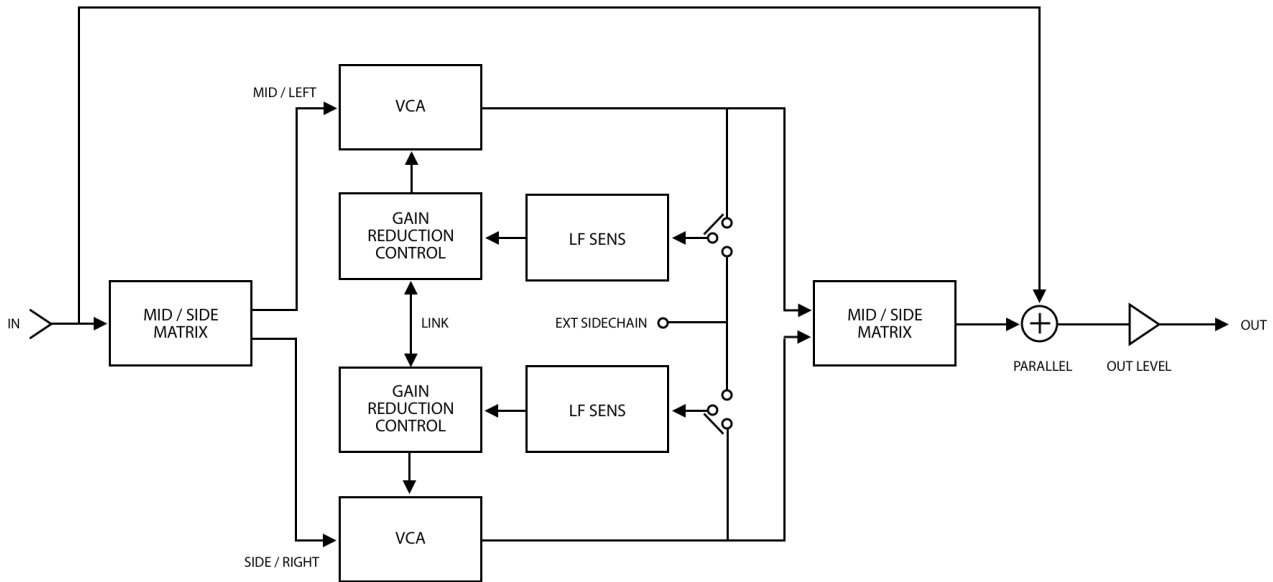 MID / LEFT
VCA
GAIN
REDUCTION
CONTROL
LF SENS
IN
MID / SIDE
MATRIX
LINK
EXT SIDECHAIN
MID / SIDE
MATRIX
OUT
PARALLEL
OUT LEVEL
GAIN
REDUCTION
CONTROL
LF SENS
VCA
SIDE / RIGHT